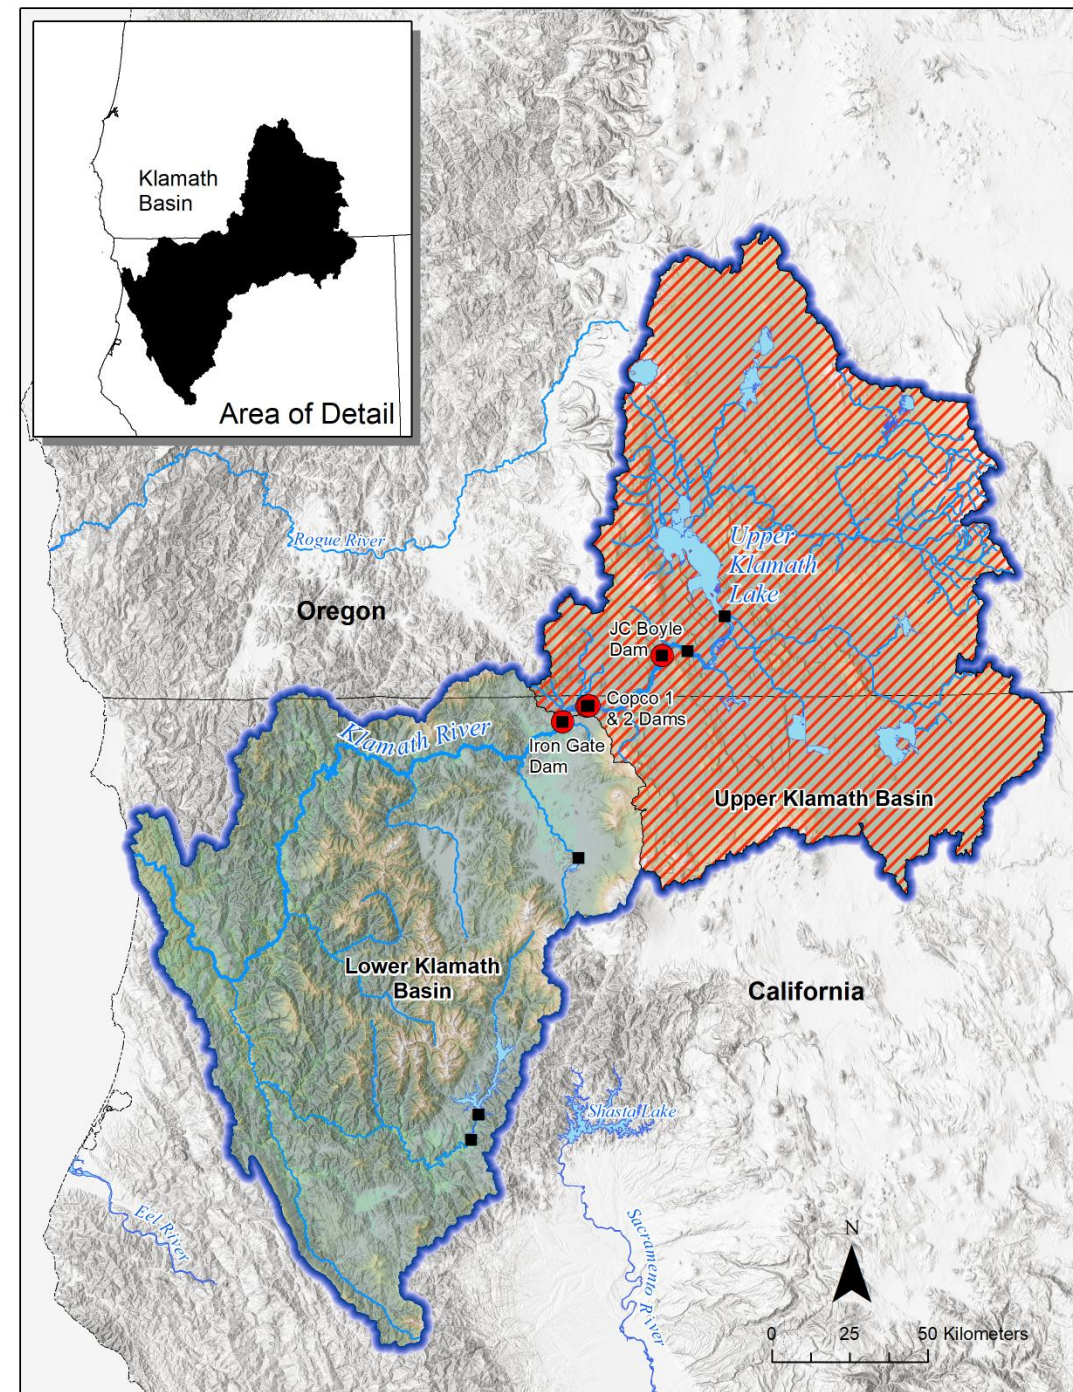 Klamath
Basin
Area of Detail
Rogue River
Oregon
Upper
Klamath
Lake
JC Boyle
Dam
Copco 1
& 2 Dams
Klamath River
Iron Gate
Dam
Upper Klamath Basin
Lower Klamath
Basin
California
Shasta Lake
Eel River
Sacramento River
N
0 25 50 Kilometers